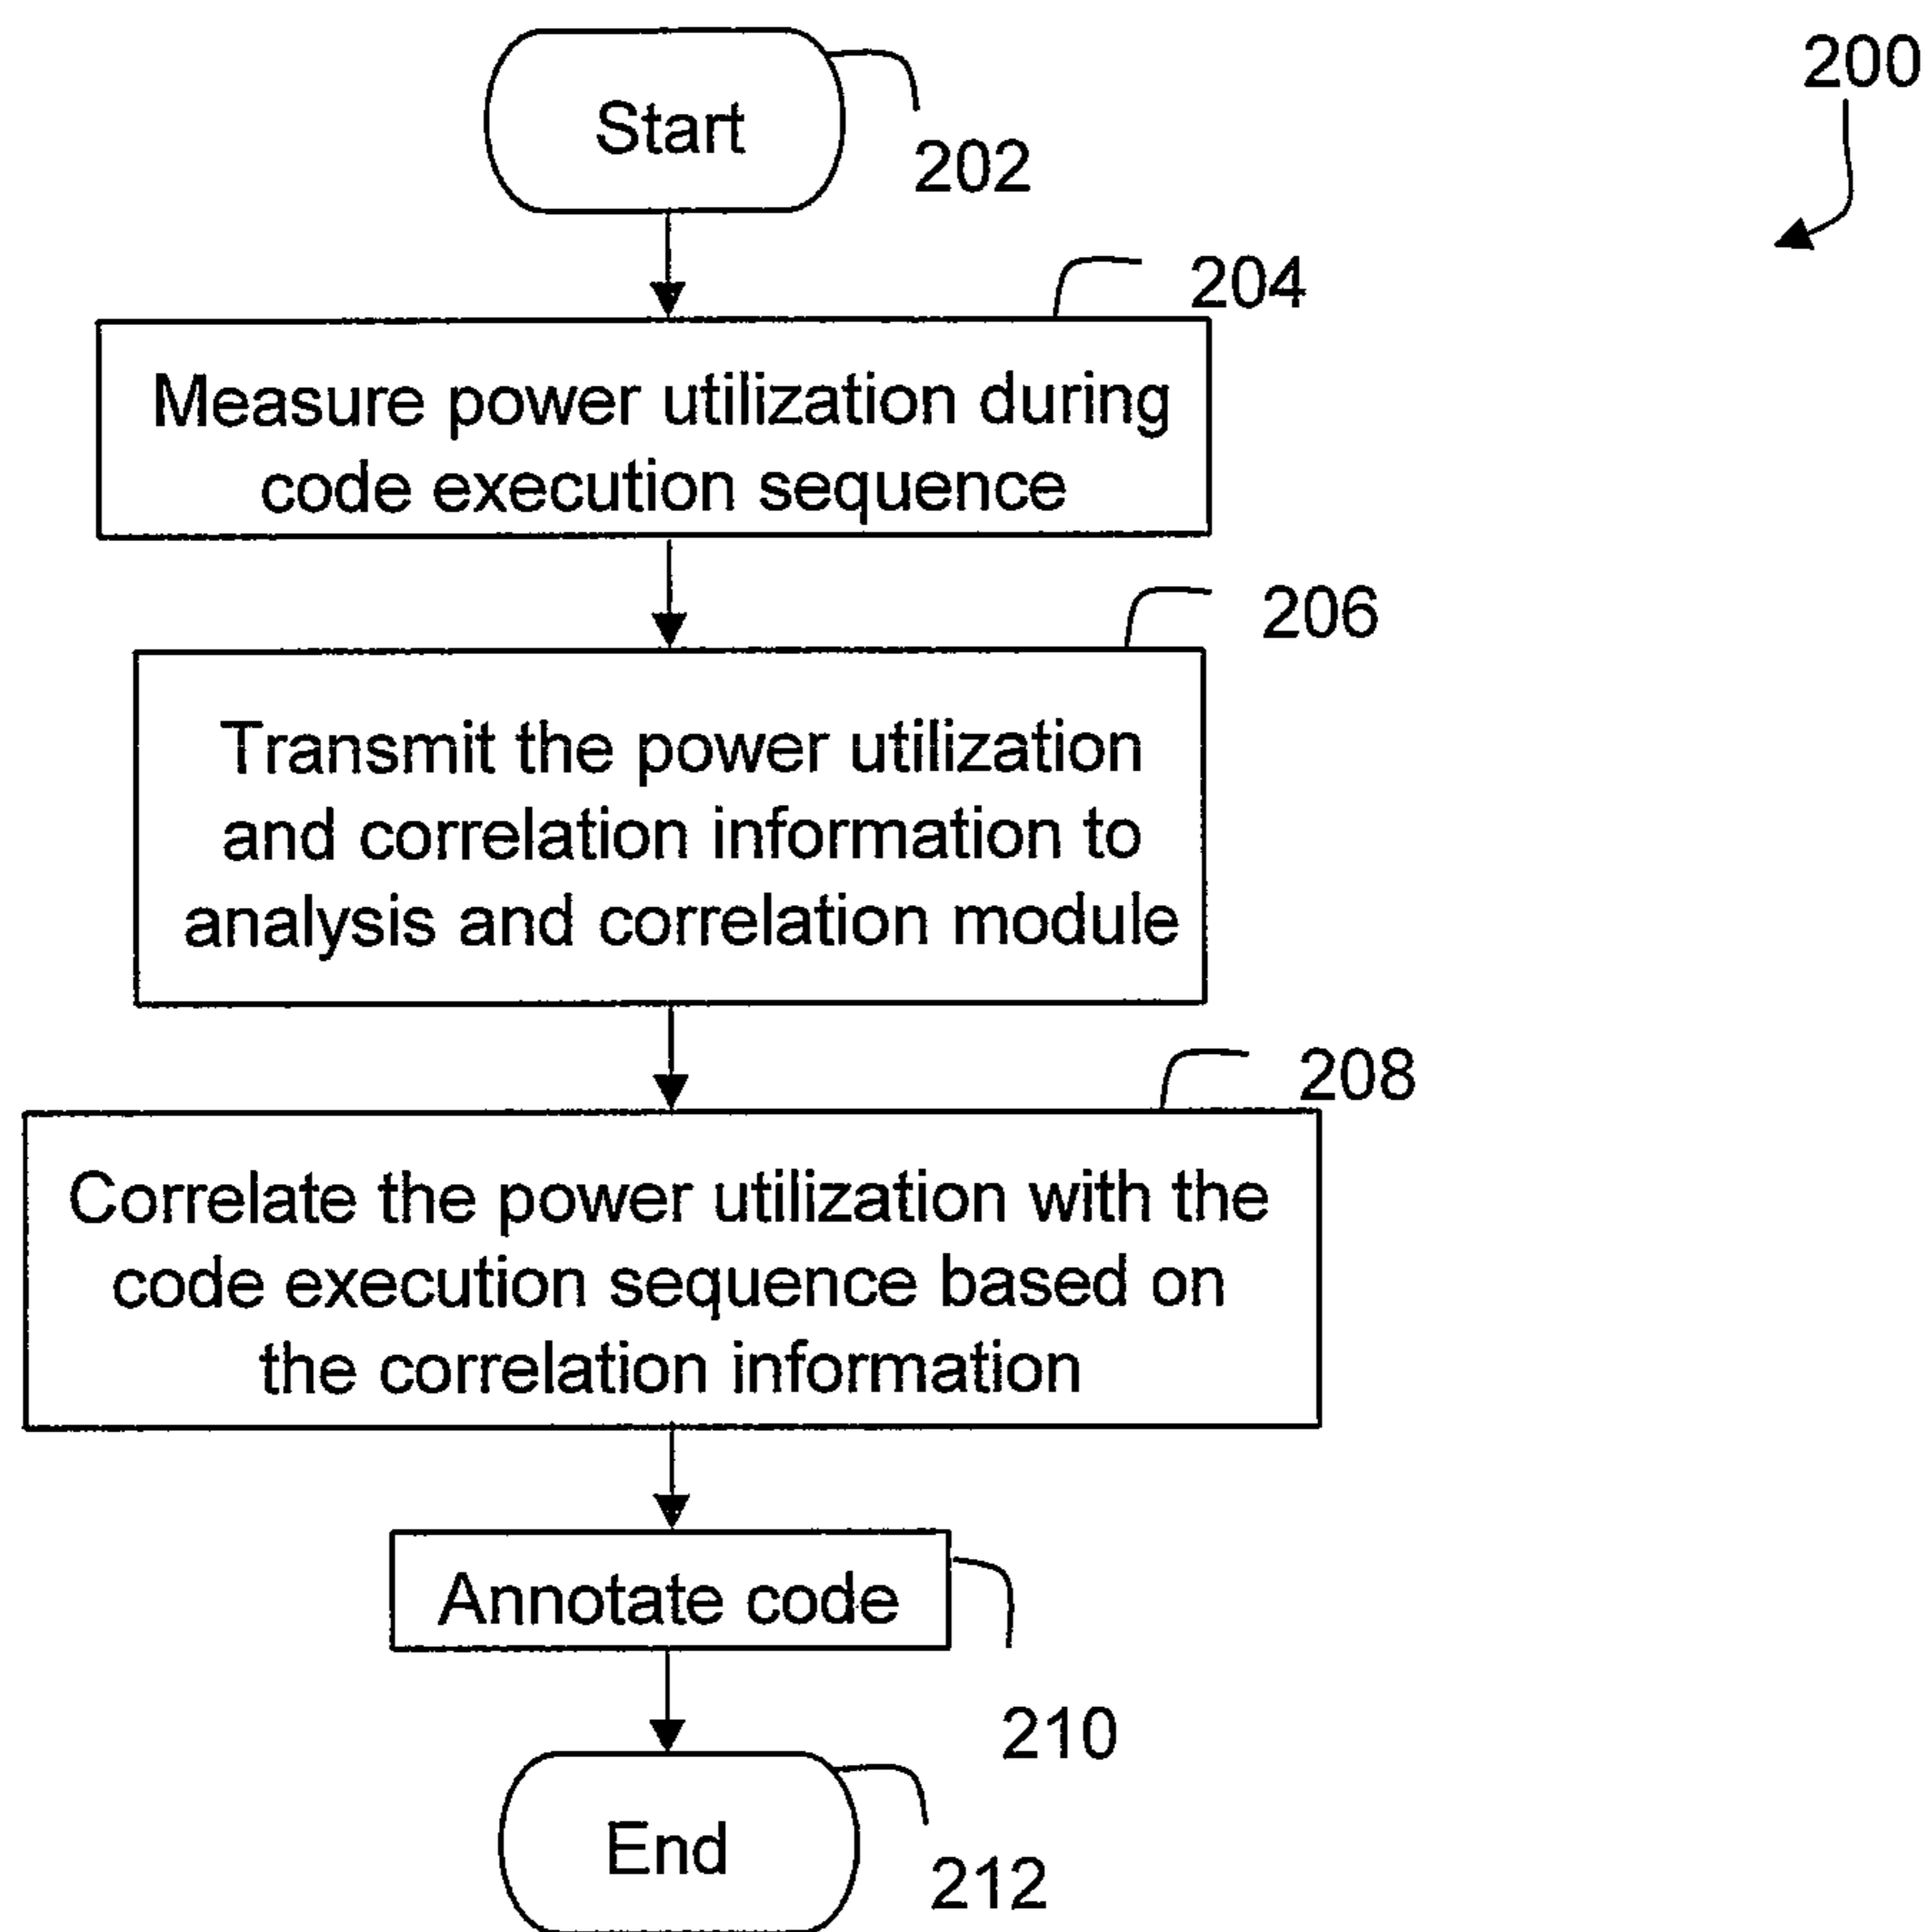 200
Start
202
204
Measure power utilization during
code execution sequence
206
Transmit the power utilization
and correlation information to
analysis and correlation module
208
Correlate the power utilization with the
code execution sequence based on
the correlation information
Annotate code
210
End
212